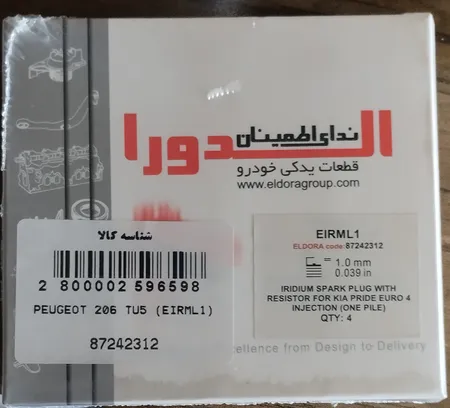 ندای اطمینان
الدورا
قطعات یدکی خودرو
www.eldoragroup.com
شناسه کالا
2 800002 596598
PEUGEOT 206 TU5 (EIRML1)
87242312
EIRML1
ELDORA code:87242312
1.0 mm
0.039 in
IRIDIUM SPARK PLUG WITH
RESISTOR FOR KIA PRIDE EURO 4
INJECTION (ONE PILE)
QTY: 4
ellence from Design to Delivery